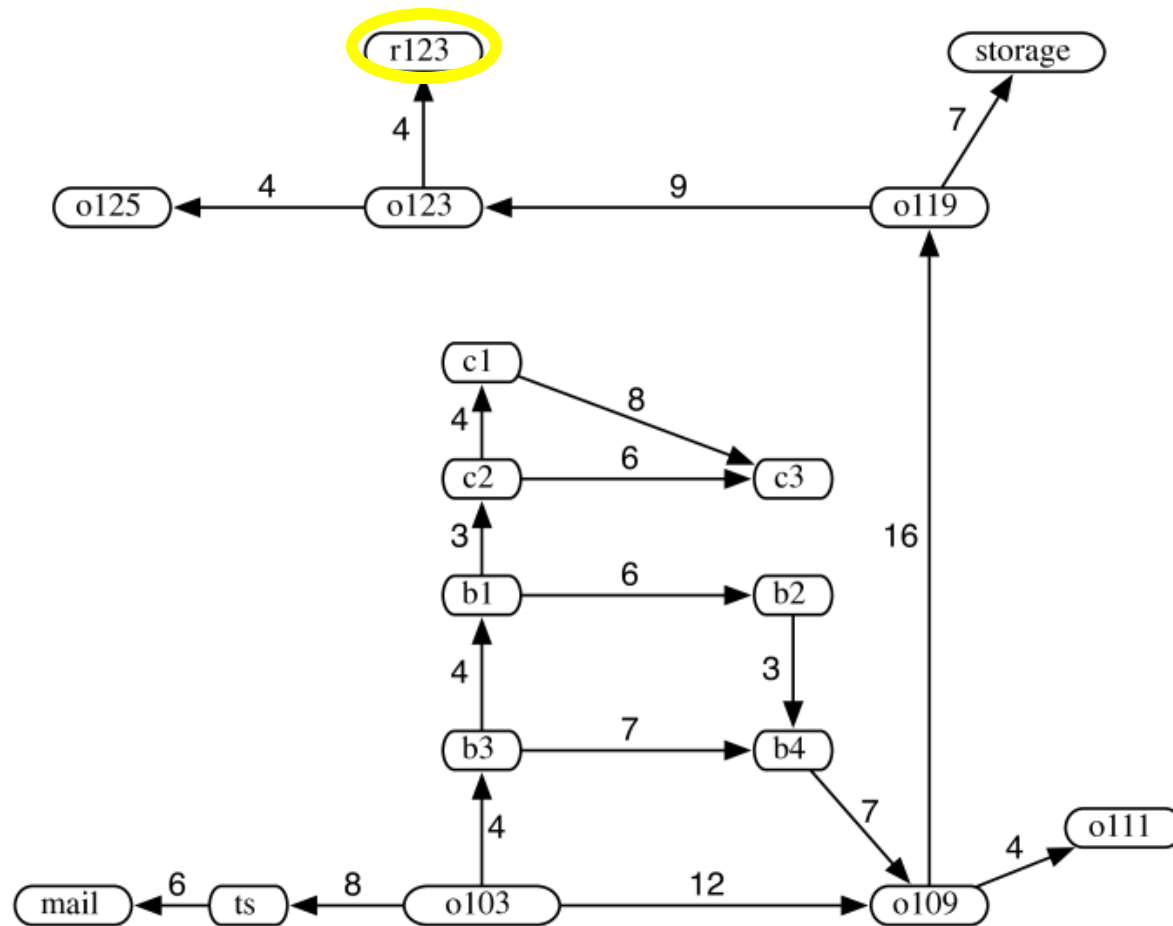 r123 storage
4 7
o125 4 o123 9 o119
c1
4 8
c2 6 c3
3 16
b1 6 b2
4 3
b3 7 b4
4 7 4 o111
mail 6 ts 8 o103 12 o109